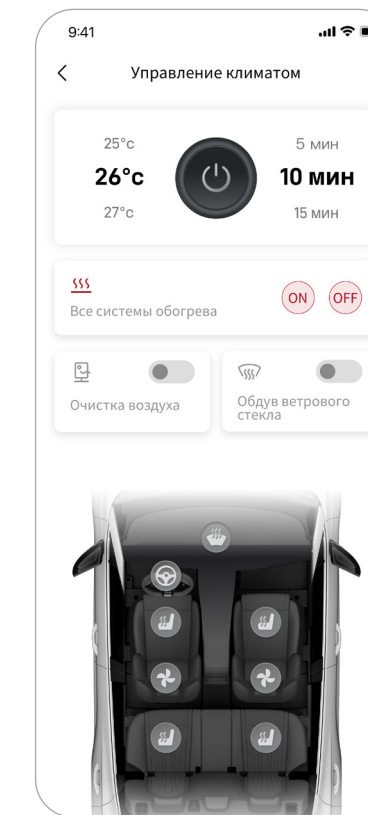 9:41
Управление климатом
25°c
5 мин
26°c
10 мин
27°c
15 мин
Все системы обогрева
ON
OFF
Очистка воздуха
Обдув ветрового
стекла